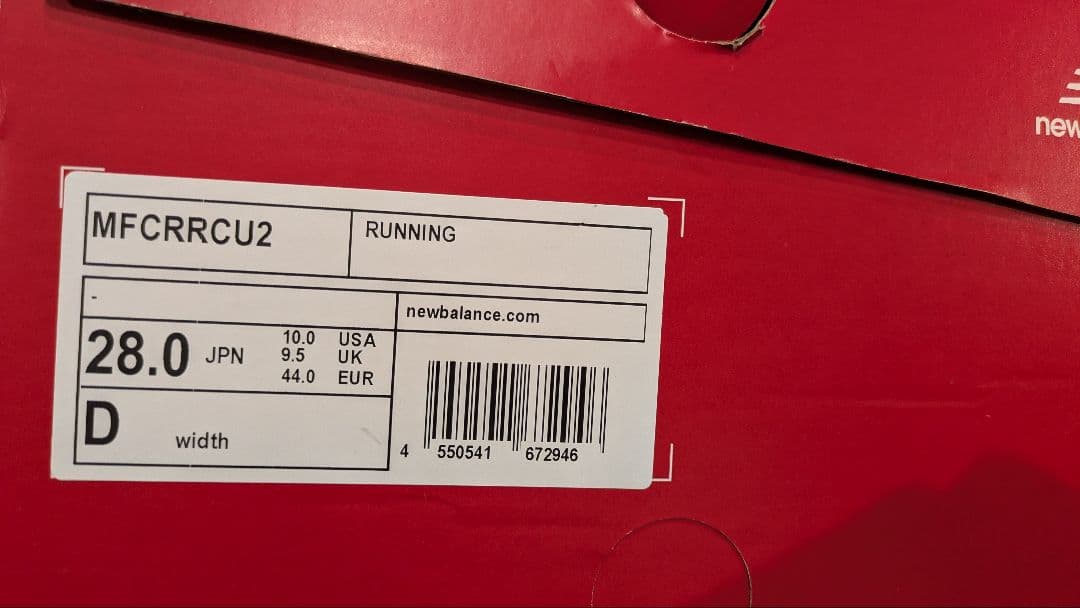 new
MFCRRCU2
RUNNING
-
newbalance.com
28.0 JPN
10.0 USA
9.5 UK
44.0 EUR
D width
4 550541 672946